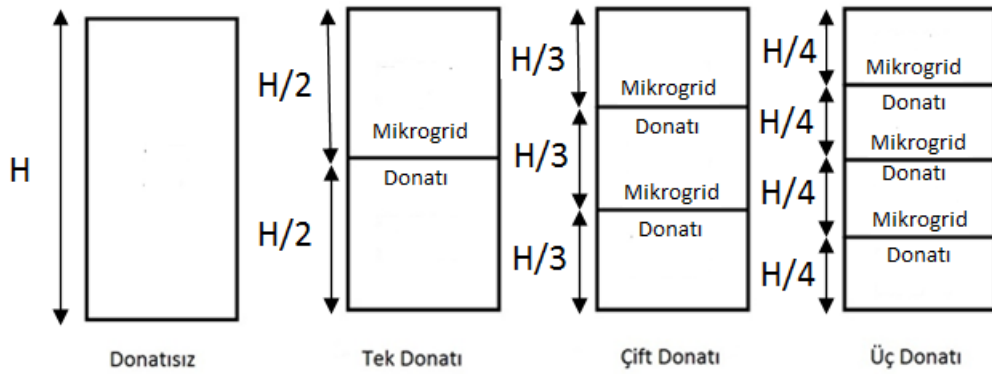 H
Donatısız
H/2
Mikrogrid
Donatı
H/2
Tek Donatı
H/3
Mikrogrid
Donatı
H/3
Mikrogrid
Donatı
H/3
Çift Donatı
H/4
Mikrogrid
Donatı
H/4
Mikrogrid
Donatı
H/4
Mikrogrid
Donatı
H/4
Üç Donatı